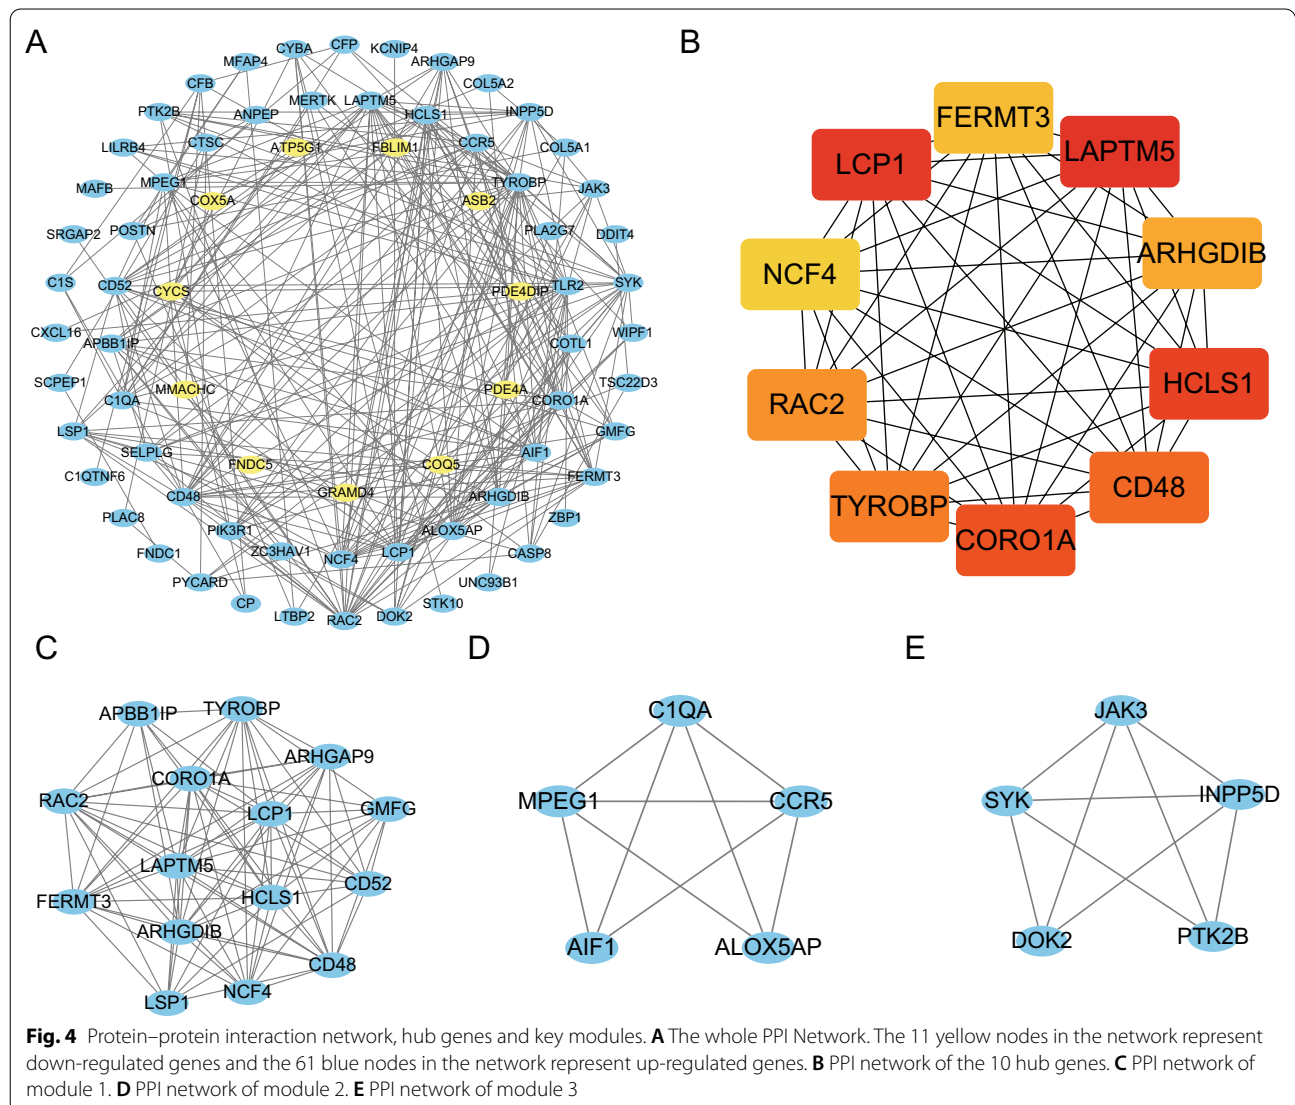 A
CYBA
CFP
KCNIP4
MFAP4
ARHGAP9
CFB
COL5A2
MERTK
LAPTM5
PTK2B
ANPEP
HCLS1
INPP5D
LILRB4
CTSC
ATP5G1
FBLIM1
CCR5
COL5A1
MAFB
MPEG1
COX5A
ASB2
TYROBP
JAK3
SRGAP2
POSTN
PLA2G7
DDIT4
C1S
CD52
CYCS
PDE4DIP
TLR2
SYK
CXCL16
APBB1IP
COTL1
WIPF1
SCPEP1
C1QA
MMACHC
PDE4A
CORO1A
TSC22D3
LSP1
SELPLG
AIF1
GMFG
C1QTNF6
FNDC5
COQ5
FERMT3
CD48
GRAMD4
ARHGDIB
PLAC8
PIK3R1
ALOX5AP
ZBP1
FNDC1
ZC3HAV1
NCF4
LCP1
CASP8
PYCARD
UNC93B1
CP
LTBP2
RAC2
DOK2
STK10
B
FERMT3
LCP1
LAPTM5
NCF4
ARHGDIB
RAC2
HCLS1
TYROBP
CD48
CORO1A
C
APBB1IP
TYROBP
ARHGAP9
CORO1A
RAC2
LCP1
GMFG
LAPTM5
CD52
FERMT3
HCLS1
ARHGDIB
CD48
LSP1
NCF4
D
C1QA
MPEG1
CCR5
AIF1
ALOX5AP
E
JAK3
SYK
INPP5D
DOK2
PTK2B
Fig. 4 Protein–protein interaction network, hub genes and key modules. A The whole PPI Network. The 11 yellow nodes in the network represent
down-regulated genes and the 61 blue nodes in the network represent up-regulated genes. B PPI network of the 10 hub genes. C PPI network of
module 1. D PPI network of module 2. E PPI network of module 3